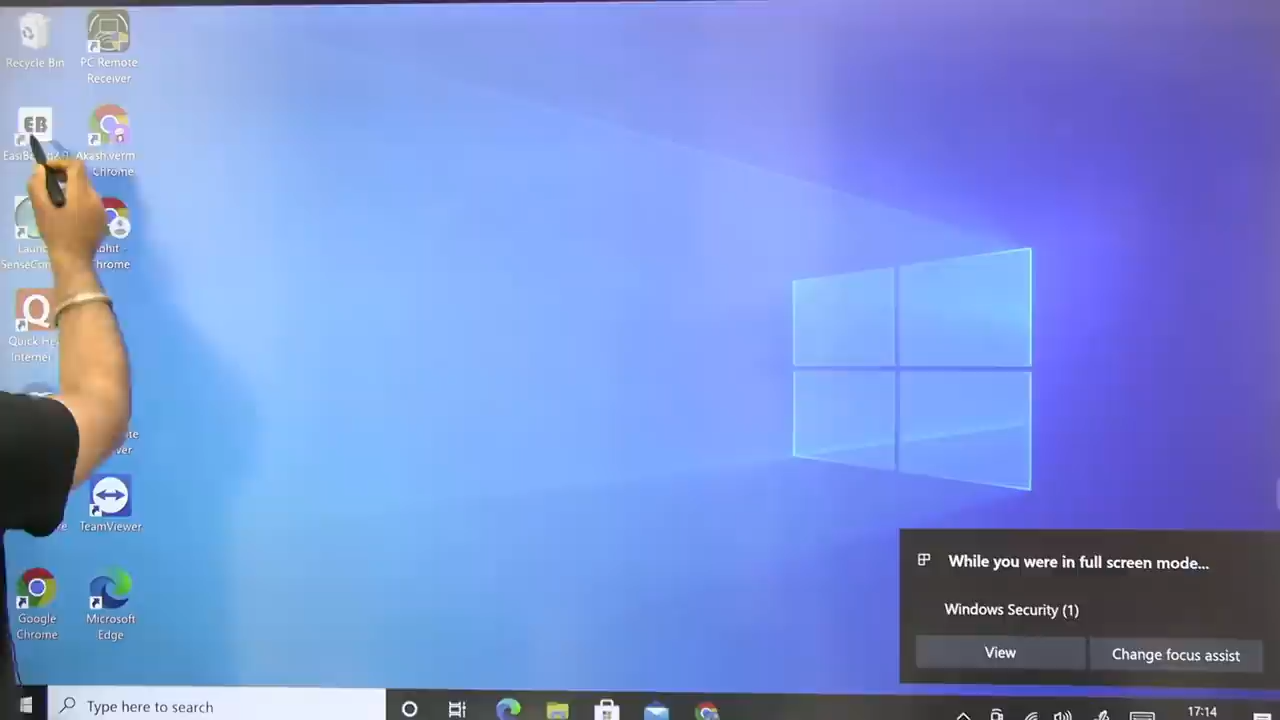 Recycle Bin
PC Remote
Receiver
EB
Akash.verm...
Chrome
Chrome
Quick He
Internet
TeamViewer
Google
Chrome
Microsoft
Edge
While you were in full screen mode...
Windows Security (1)
View
Change focus assist
Type here to search
17:14